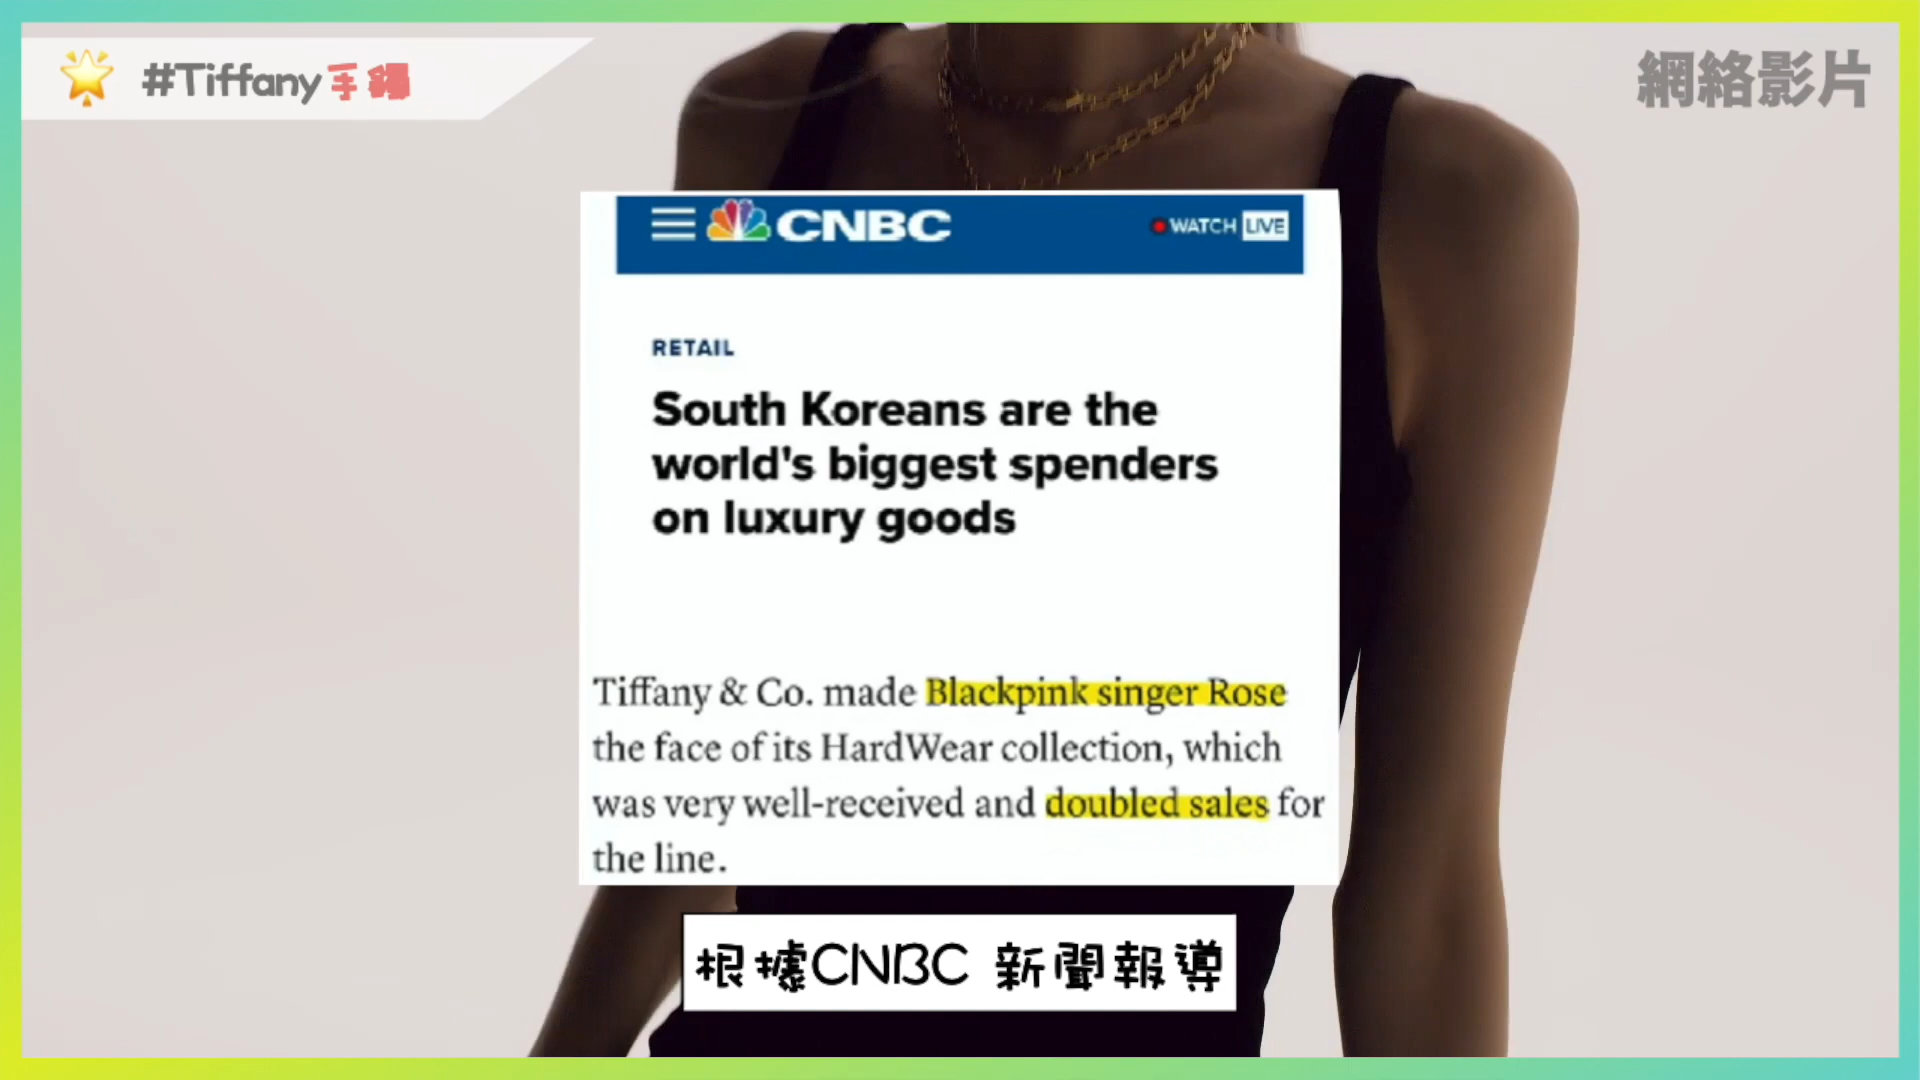 #Tiffany手鐲
網絡影片
CNBC
WATCH LIVE
RETAIL
South Koreans are the
world's biggest spenders
on luxury goods
Tiffany & Co. made Blackpink singer Rose
the face of its HardWear collection, which
was very well-received and doubled sales for
the line.
根據CNBC 新聞報導